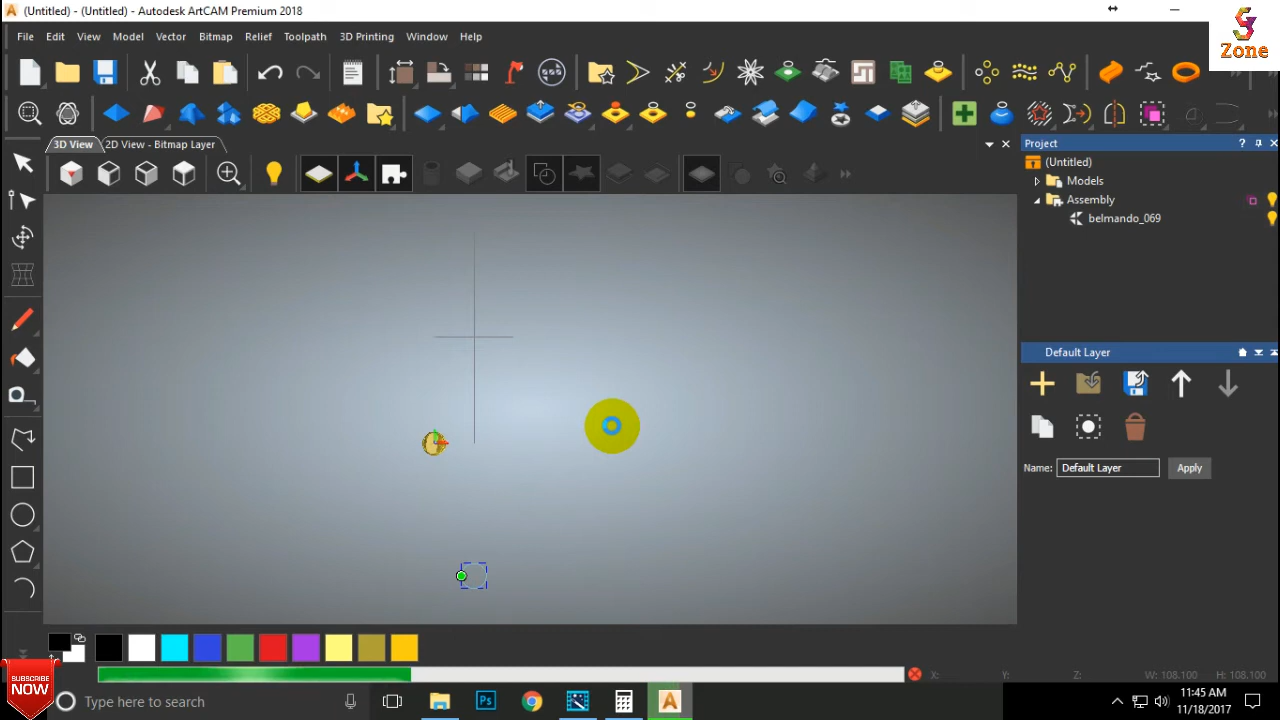 (Untitled) - (Untitled) - Autodesk ArtCAM Premium 2018
File Edit View Model Vector Bitmap Relief Toolpath 3D Printing Window Help
Zone
3D View 2D View - Bitmap Layer
Project
(Untitled)
Models
Assembly
belmando_069
Default Layer
Name: Default Layer Apply
X: Y: Z: W: 108.100 H: 108.100
SUBSCRIBE
NOW
Type here to search
Ps
11:45 AM
11/18/2017